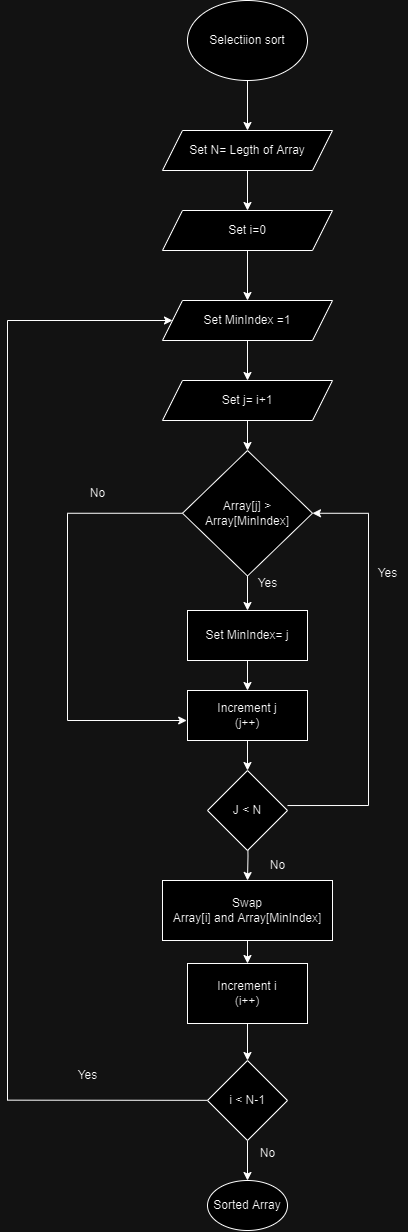 Selectiion sort
Set N= Legth of Array
Set i=0
Set MinIndex =1
Set j= i+1
Array[j] >
Array[MinIndex]
No
Yes
Yes
Set MinIndex= j
Increment j
(j++)
J < N
No
Swap
Array[i] and Array[MinIndex]
Increment i
(i++)
Yes
i < N-1
No
Sorted Array